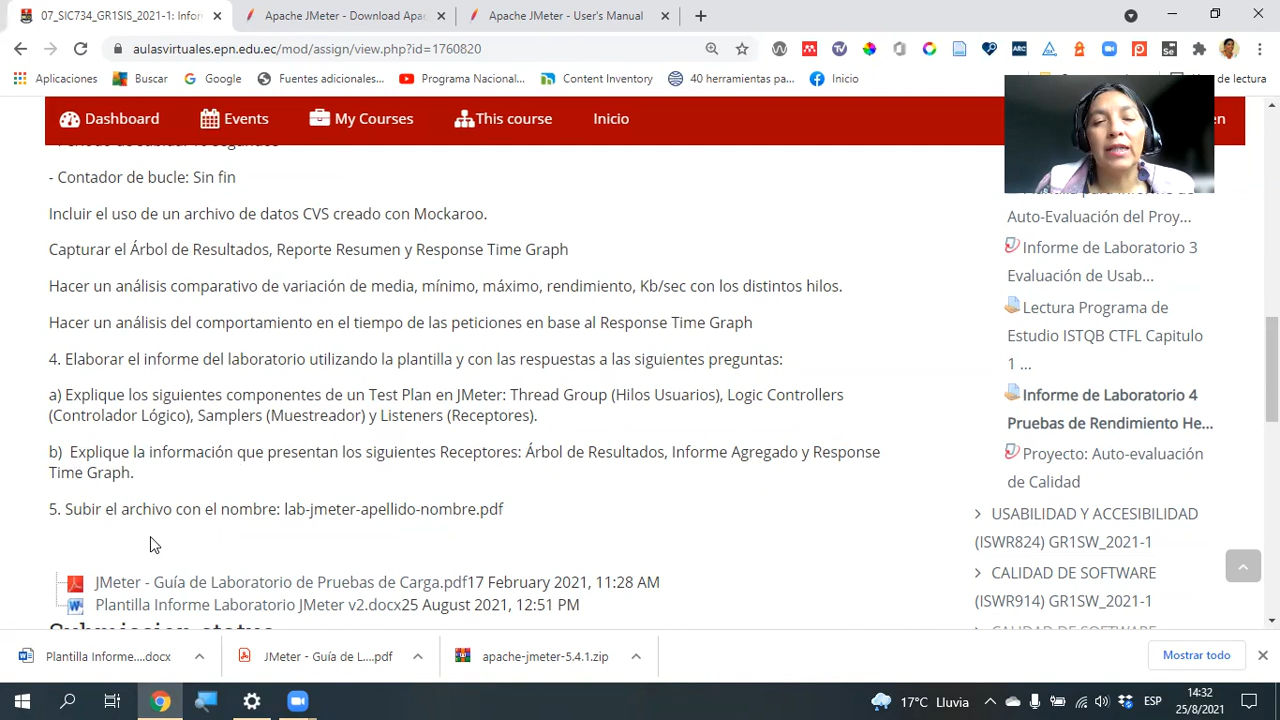 07_SIC734_GR1SIS_2021-1: Infor
Apache JMeter - Download Apac
Apache JMeter - User's Manual
aulasvirtuales.epn.edu.ec/mod/assign/view.php?id=1760820
Aplicaciones
Buscar
Google
Fuentes adicionales...
Programa Nacional...
Content Inventory
40 herramientas pa...
Inicio
de lectura
Dashboard
Events
My Courses
This course
Inicio
en
- Contador de bucle: Sin fin
Incluir el uso de un archivo de datos CVS creado con Mockaroo.
Capturar el Árbol de Resultados, Reporte Resumen y Response Time Graph
Hacer un análisis comparativo de variación de media, mínimo, máximo, rendimiento, Kb/sec con los distintos hilos.
Hacer un análisis del comportamiento en el tiempo de las peticiones en base al Response Time Graph
4. Elaborar el informe del laboratorio utilizando la plantilla y con las respuestas a las siguientes preguntas:
a) Explique los siguientes componentes de un Test Plan en JMeter: Thread Group (Hilos Usuarios), Logic Controllers
(Controlador Lógico), Samplers (Muestreador) y Listeners (Receptores).
b) Explique la información que presentan los siguientes Receptores: Árbol de Resultados, Informe Agregado y Response
Time Graph.
5. Subir el archivo con el nombre: lab-jmeter-apellido-nombre.pdf
JMeter - Guía de Laboratorio de Pruebas de Carga.pdf17 February 2021, 11:28 AM
Plantilla Informe Laboratorio JMeter v2.docx25 August 2021, 12:51 PM
Submission status
Auto-Evaluación del Proy...
Informe de Laboratorio 3
Evaluación de Usab...
Lectura Programa de
Estudio ISTQB CTFL Capitulo
1 ...
Informe de Laboratorio 4
Pruebas de Rendimiento He...
Proyecto: Auto-evaluación
de Calidad
USABILIDAD Y ACCESIBILIDAD
(ISWR824) GR1SW_2021-1
CALIDAD DE SOFTWARE
(ISWR914) GR1SW_2021-1
CALIDAD DE SOFTWARE
Plantilla Informe....docx
JMeter - Guía de L....pdf
apache-jmeter-5.4.1.zip
Mostrar todo
17°C Lluvia
ESP
14:32
25/8/2021